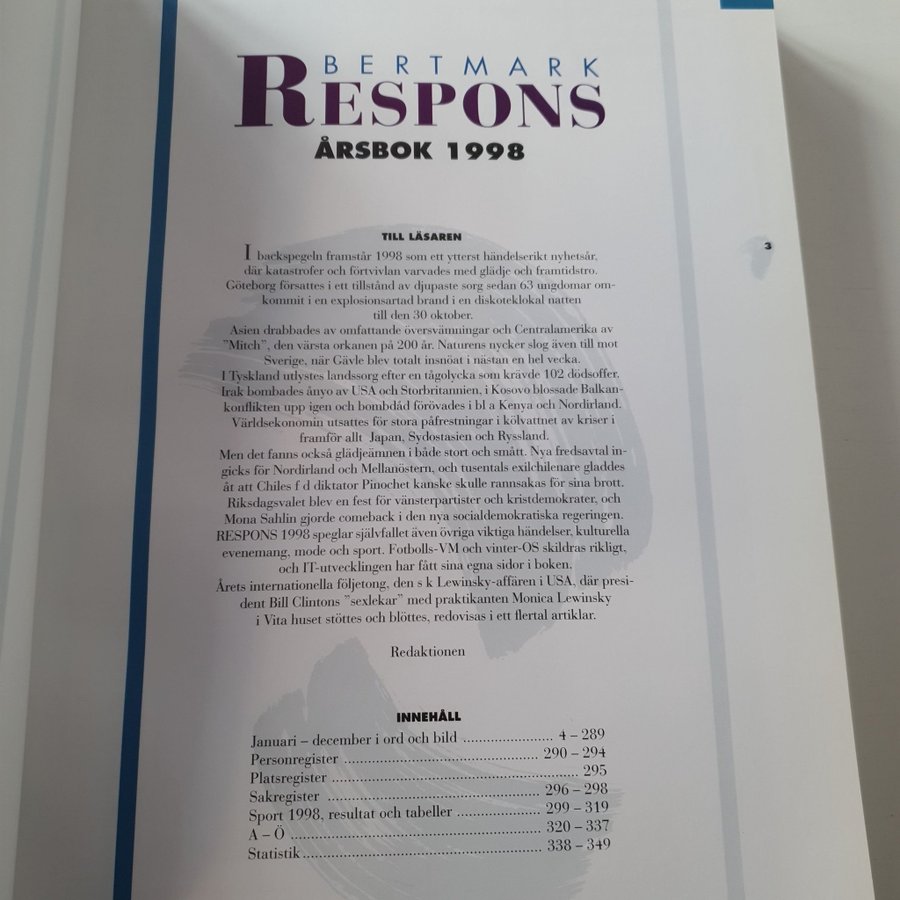 BERTMARK
RESPONS
ÅRSBOK 1998
3
TILL LÄSAREN
I backspegeln framstår 1998 som ett ytterst händelserikt nyhetsår,
där katastrofer och förtvivlan varvades med glädje och framtidstro.
Göteborg försattes i ett tillstånd av djupaste sorg sedan 63 ungdomar om-
kommit i en explosionsartad brand i en diskoteklokal natten
till den 30 oktober.
Asien drabbades av omfattande översvämningar och Centralamerika av
”Mitch”, den värsta orkanen på 200 år. Naturens nycker slog även till mot
Sverige, när Gävle blev totalt insnöat i nästan en hel vecka.
I Tyskland utlystes landssorg efter en tågolycka som krävde 102 dödsoffer.
Irak bombades ånyo av USA och Storbritannien, i Kosovo blossade Balkan-
konflikten upp igen och bombdåd förövades i bl a Kenya och Nordirland.
Världsekonomin utsattes för stora påfrestningar i kölvattnet av kriser i
framför allt Japan, Sydostasien och Ryssland.
Men det fanns också glädjeämnen i både stort och smått. Nya fredsavtal in-
gicks för Nordirland och Mellanöstern, och tusentals exilchilenare gladdes
åt att Chiles f d diktator Pinochet kanske skulle rannsakas för sina brott.
Riksdagsvalet blev en fest för vänsterpartister och kristdemokrater, och
Mona Sahlin gjorde comeback i den nya socialdemokratiska regeringen.
RESPONS 1998 speglar självfallet även övriga viktiga händelser, kulturella
evenemang, mode och sport. Fotbolls-VM och vinter-OS skildras rikligt,
och IT-utvecklingen har fått sina egna sidor i boken.
Årets internationella följetong, den s k Lewinsky-affären i USA, där presi-
dent Bill Clintons ”sexlekar” med praktikanten Monica Lewinsky
i Vita huset stöttes och blöttes, redovisas i ett flertal artiklar.
Redaktionen
INNEHÅLL
Januari – december i ord och bild ..................... 4 – 289
Personregister ............................................. 290 – 294
Platsregister ......................................................... 295
Sakregister ................................................. 296 – 298
Sport 1998, resultat och tabeller ................... 299 – 319
A – Ö ......................................................... 320 – 337
Statistik ....................................................... 338 – 349